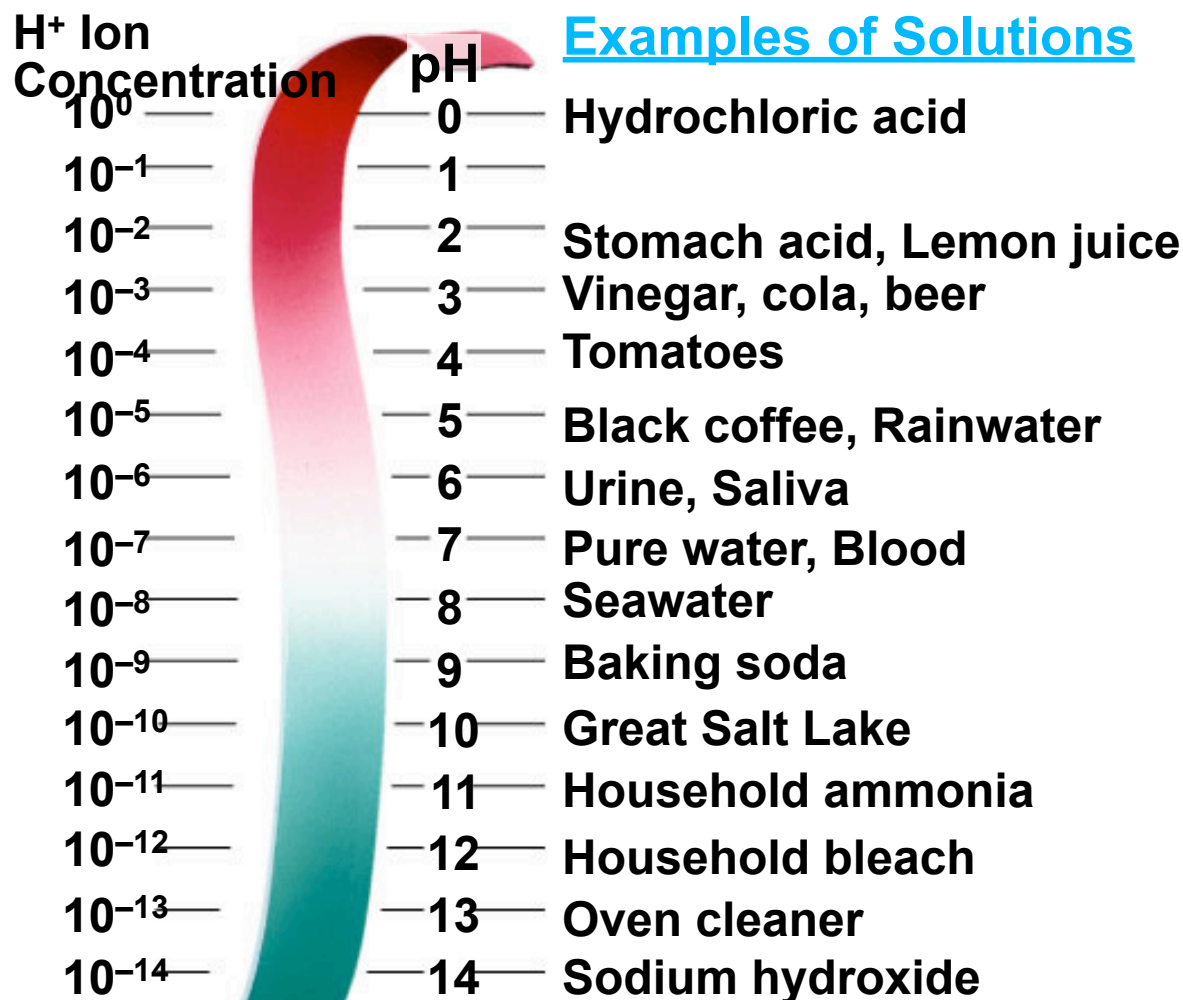 H⁺ Ion
Concentration
pH
Examples of Solutions
10⁰ 0 Hydrochloric acid
10⁻¹ 1
10⁻² 2 Stomach acid, Lemon juice
10⁻³ 3 Vinegar, cola, beer
10⁻⁴ 4 Tomatoes
10⁻⁵ 5 Black coffee, Rainwater
10⁻⁶ 6 Urine, Saliva
10⁻⁷ 7 Pure water, Blood
10⁻⁸ 8 Seawater
10⁻⁹ 9 Baking soda
10⁻¹⁰ 10 Great Salt Lake
10⁻¹¹ 11 Household ammonia
10⁻¹² 12 Household bleach
10⁻¹³ 13 Oven cleaner
10⁻¹⁴ 14 Sodium hydroxide